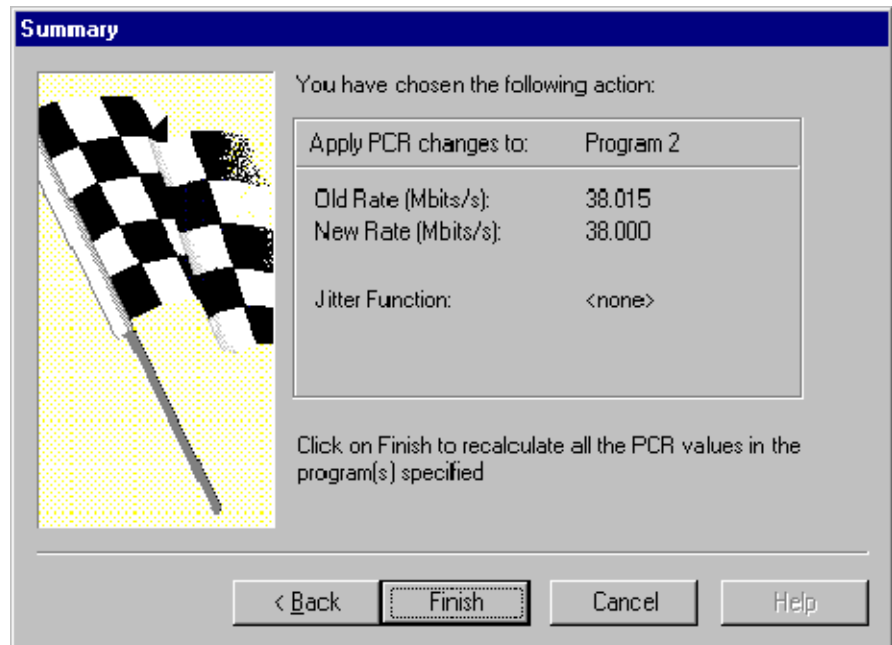 Summary
You have chosen the following action:
Apply PCR changes to: Program 2
Old Rate (Mbits/s): 38.015
New Rate (Mbits/s): 38.000
Jitter Function: <none>
Click on Finish to recalculate all the PCR values in the
program(s) specified
< Back Finish Cancel Help